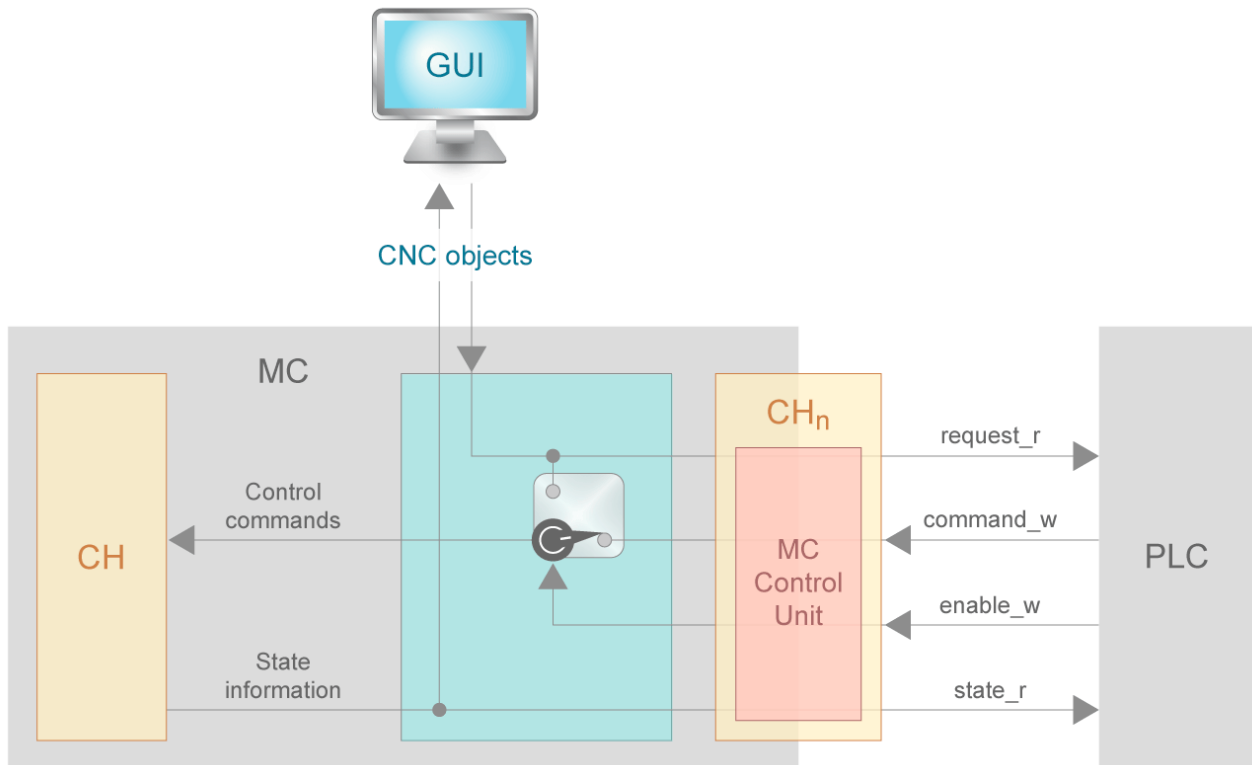 GUI
CNC objects
MC
CH
Control
commands
State
information
CHn
MC
Control
Unit
request_r
command_w
enable_w
state_r
PLC